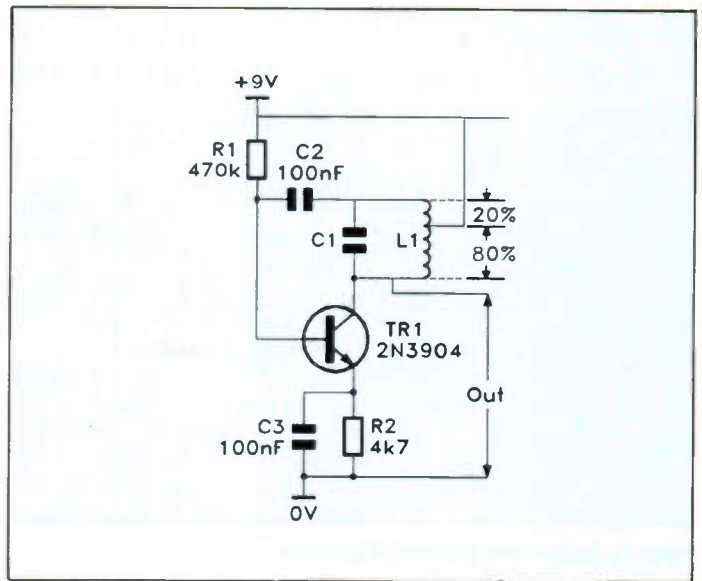 +9V
R1
470k
C2
100nF
20%
C1
L1
80%
TR1
2N3904
Out
C3
100nF
R2
4k7
0V